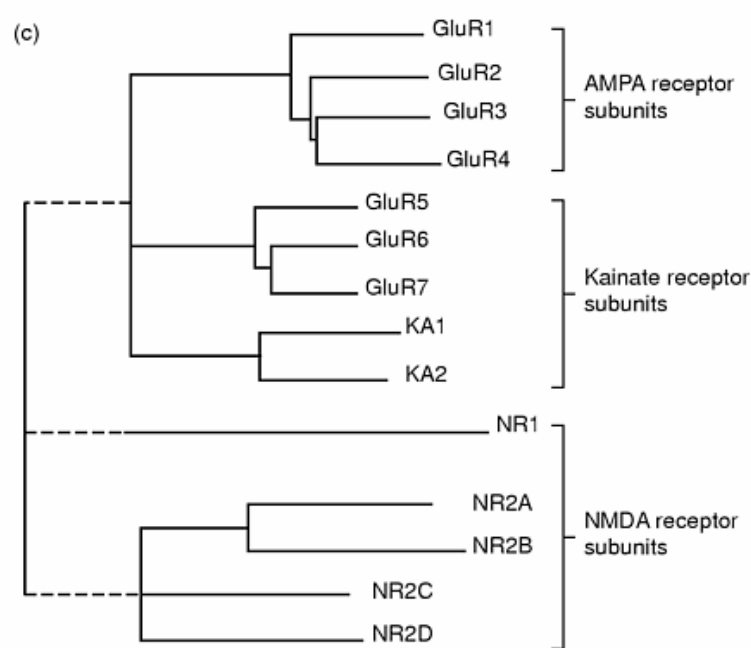 (c)
GluR1
GluR2
GluR3
GluR4
AMPA receptor
subunits
GluR5
GluR6
GluR7
KA1
KA2
Kainate receptor
subunits
NR1
NR2A
NR2B
NR2C
NR2D
NMDA receptor
subunits